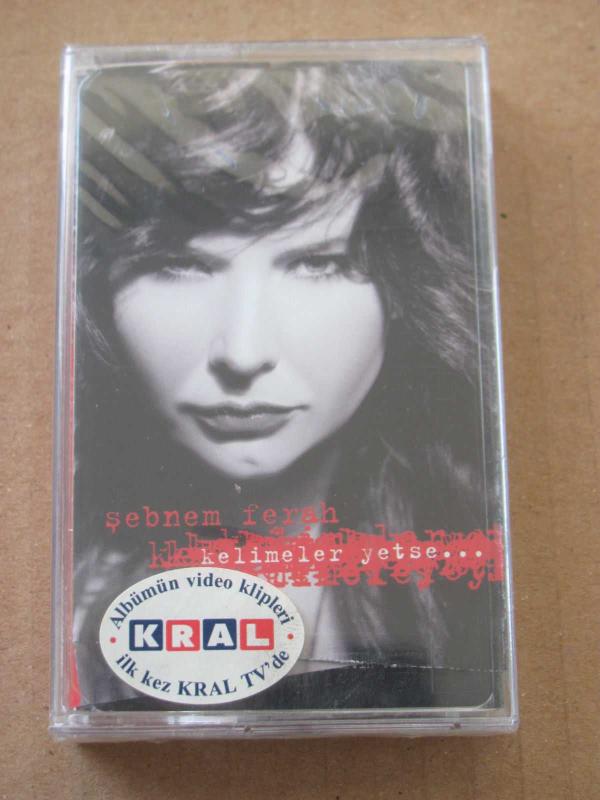 şebnem ferah
kelimeler yetse...
Albümün video klipleri
KRAL
ilk kez KRAL TV'de